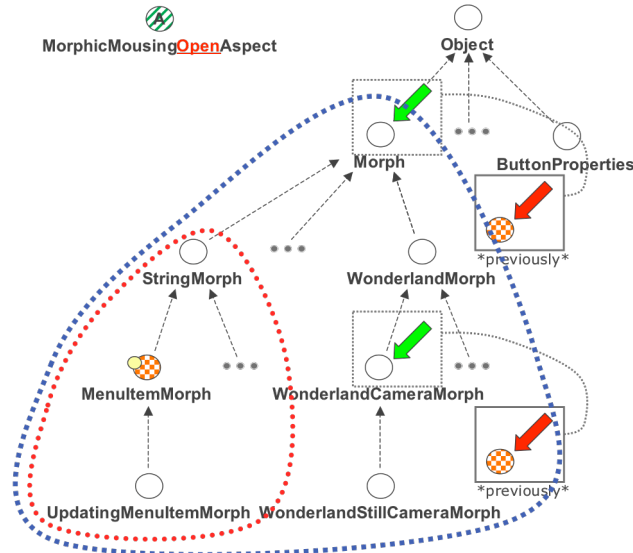 A
MorphicMousingOpenAspect
Object
Morph
ButtonProperties
*previously*
StringMorph
WonderlandMorph
MenuItemMorph
WonderlandCameraMorph
*previously*
UpdatingMenuItemMorph
WonderlandStillCameraMorph